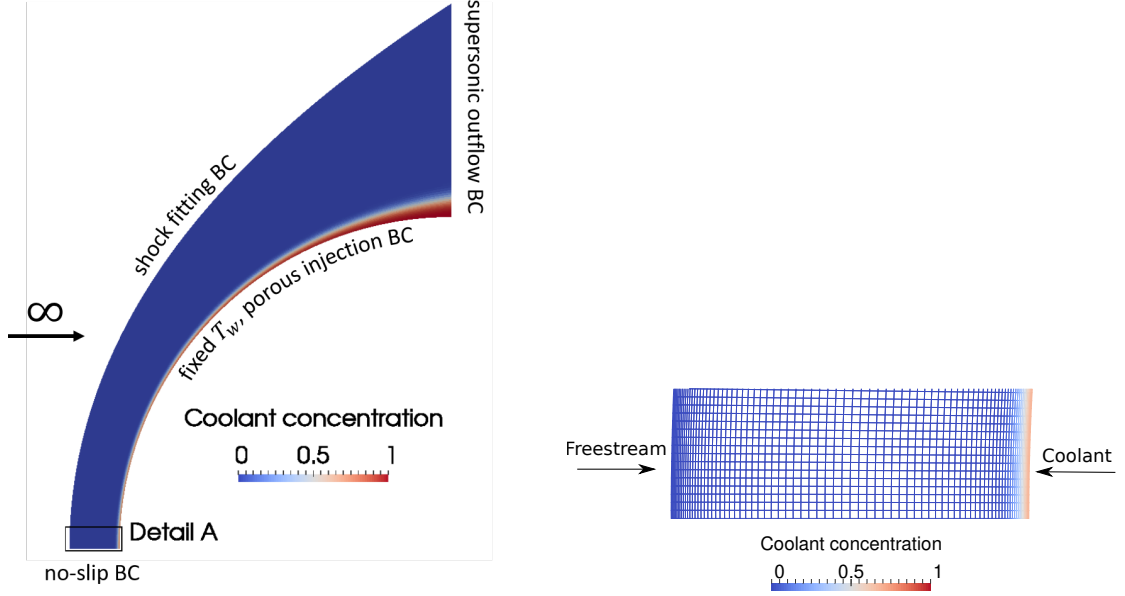 supersonic outflow BC
shock fitting BC
∞
fixed T_w, porous injection BC
Coolant concentration
0 0.5 1
Detail A
no-slip BC
Freestream
Coolant
Coolant concentration
0 0.5 1